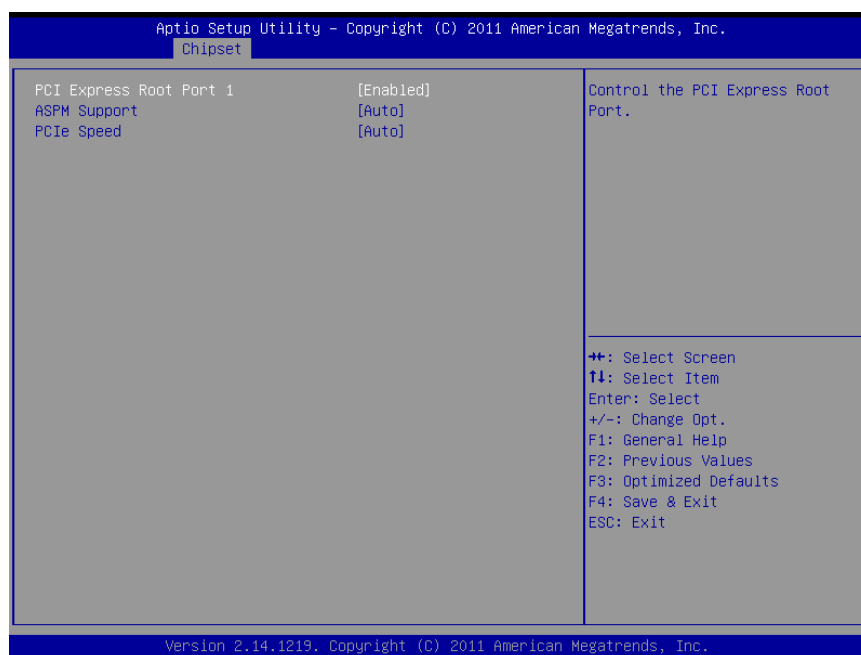 Aptio Setup Utility – Copyright (C) 2011 American Megatrends, Inc.
Chipset
PCI Express Root Port 1 [Enabled]
ASPM Support [Auto]
PCIe Speed [Auto]
Control the PCI Express Root
Port.
→←: Select Screen
↑↓: Select Item
Enter: Select
+/-: Change Opt.
F1: General Help
F2: Previous Values
F3: Optimized Defaults
F4: Save & Exit
ESC: Exit
Version 2.14.1219. Copyright (C) 2011 American Megatrends, Inc.